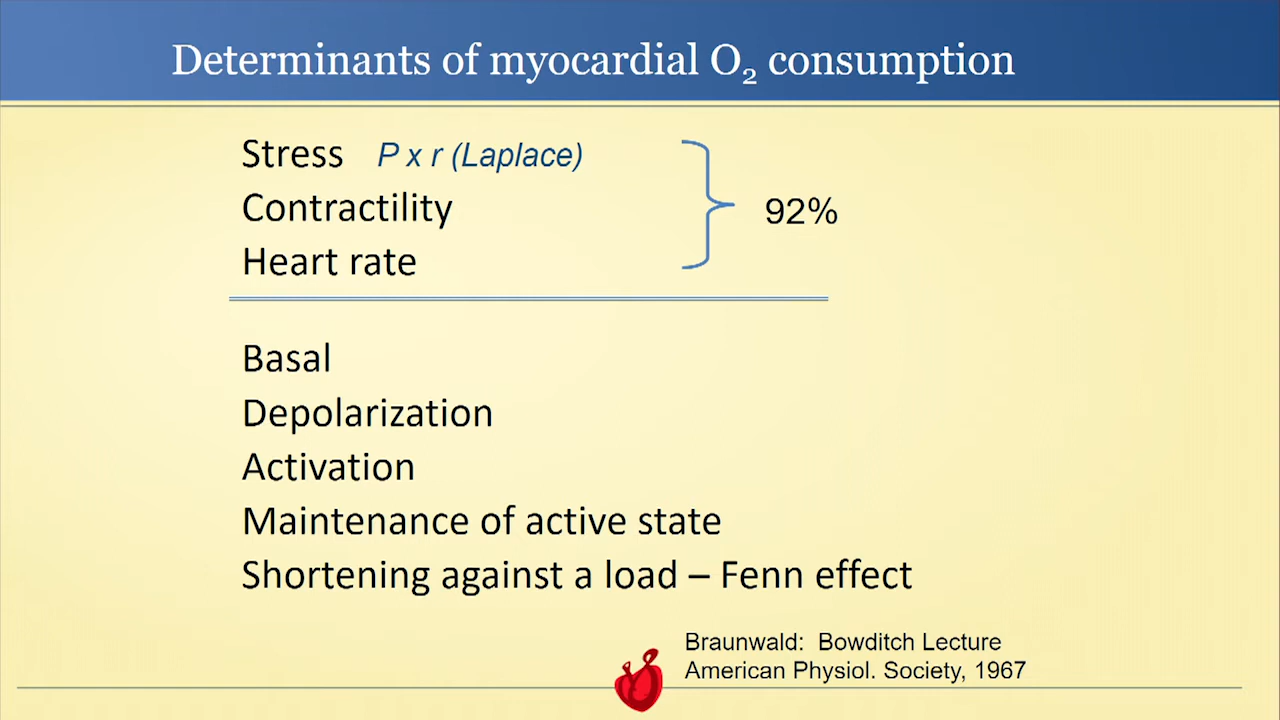 Determinants of myocardial O₂ consumption
Stress P x r (Laplace)
Contractility
Heart rate
92%
Basal
Depolarization
Activation
Maintenance of active state
Shortening against a load – Fenn effect
Braunwald: Bowditch Lecture
American Physiol. Society, 1967